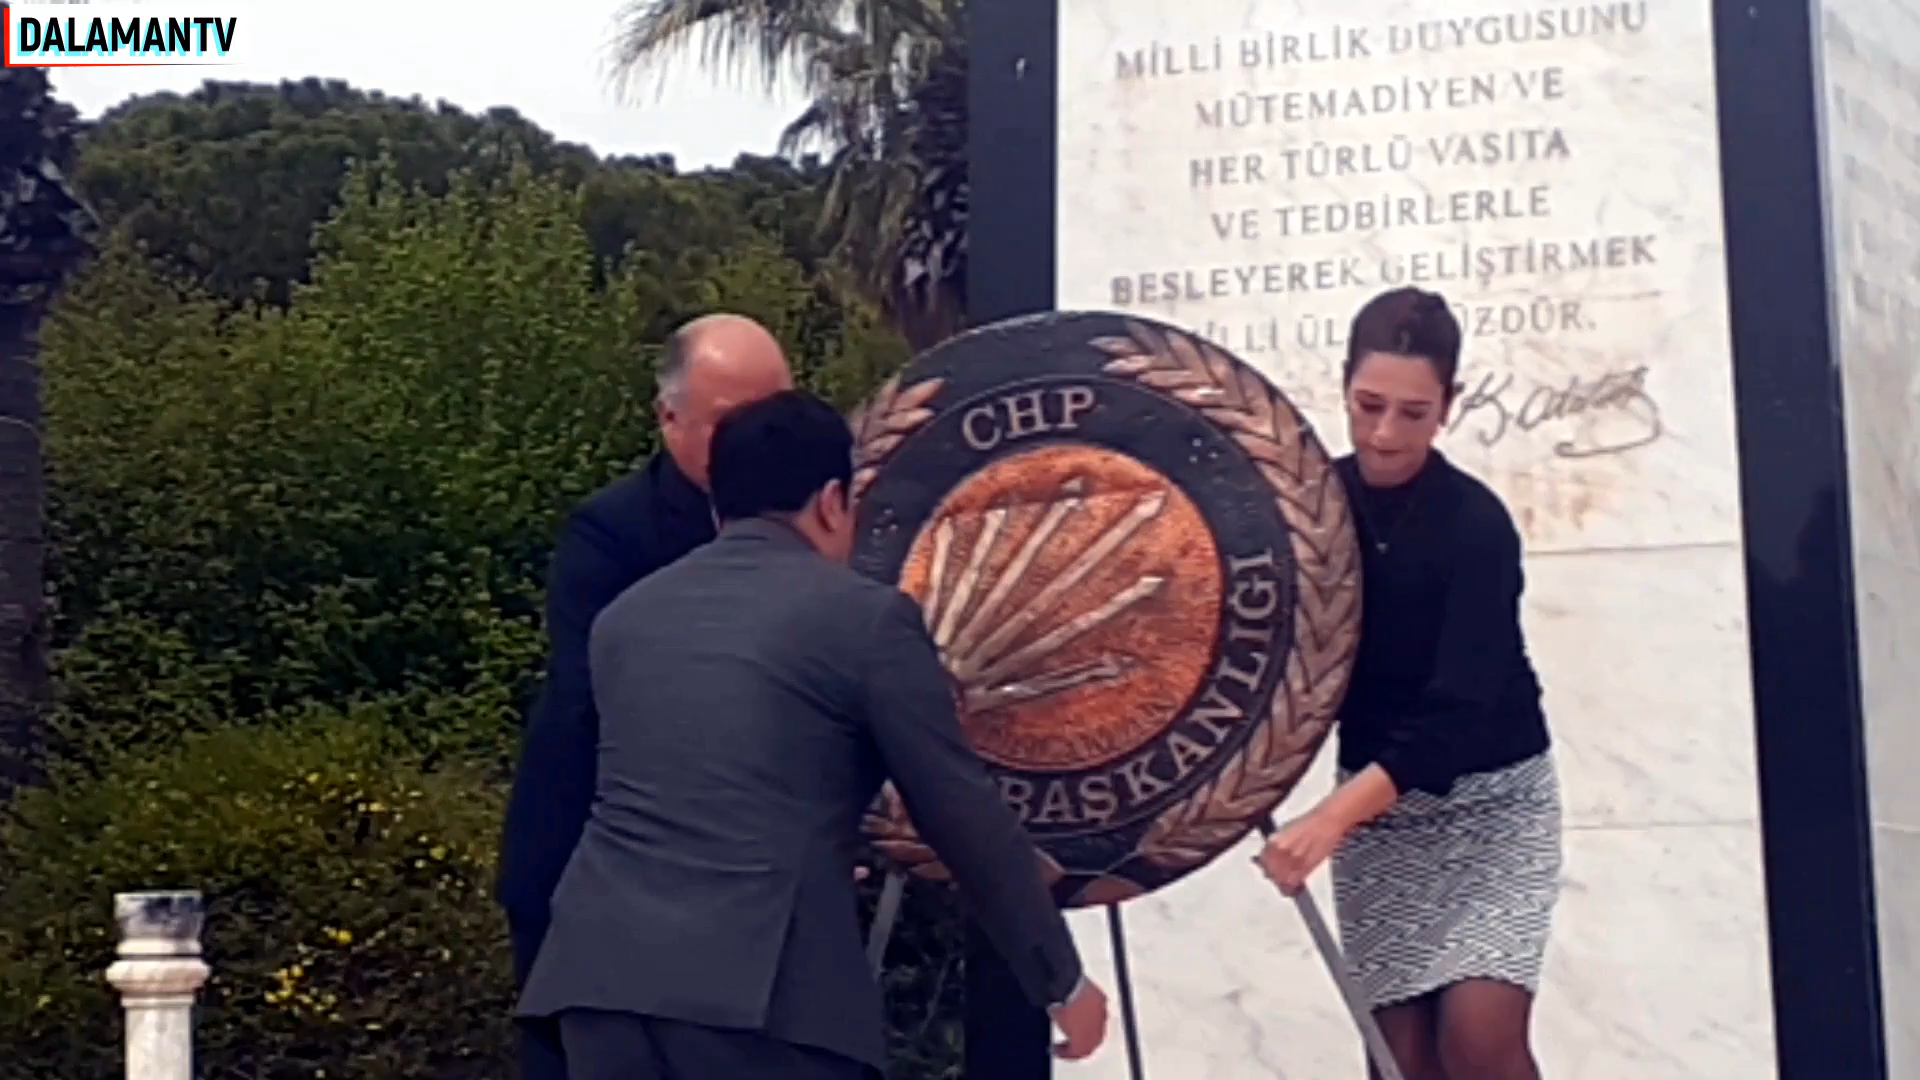 DALAMANTV
MİLLİ BİRLİK DUYGUSUNU
MÜTEMADİYEN VE
HER TÜRLÜ VASITA
VE TEDBİRLERLE
BESLEYEREK GELİŞTİRMEK
K. Atatürk
CHP
BAŞKANLIĞI